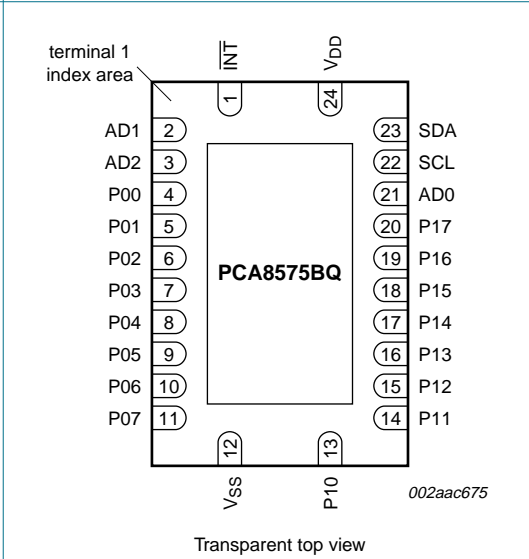 terminal 1
index area
INT
VDD
1
24
AD1 2
23 SDA
AD2 3
22 SCL
P00 4
21 AD0
P01 5
20 P17
P02 6
19 P16
PCA8575BQ
P03 7
18 P15
P04 8
17 P14
P05 9
16 P13
P06 10
15 P12
P07 11
14 P11
12
13
VSS
P10
002aac675
Transparent top view